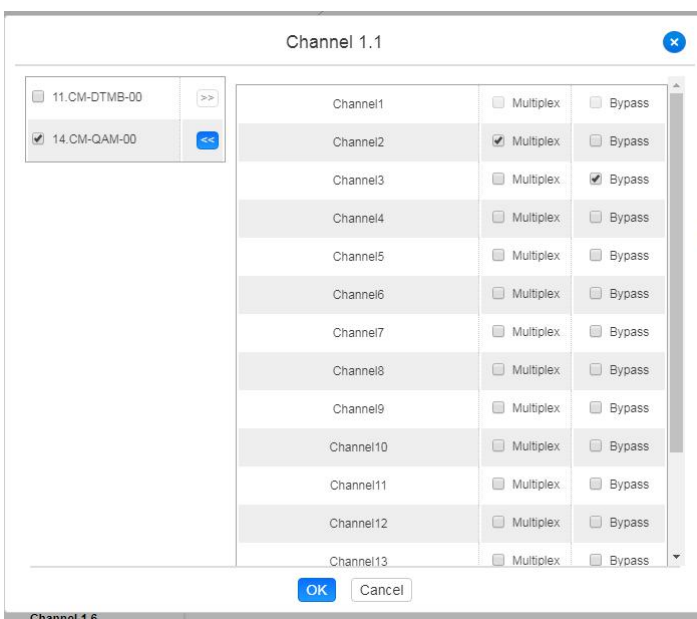 Channel 1.1
11.CM-DTMB-00 >>
14.CM-QAM-00 <<
Channel1 Multiplex Bypass
Channel2 Multiplex Bypass
Channel3 Multiplex Bypass
Channel4 Multiplex Bypass
Channel5 Multiplex Bypass
Channel6 Multiplex Bypass
Channel7 Multiplex Bypass
Channel8 Multiplex Bypass
Channel9 Multiplex Bypass
Channel10 Multiplex Bypass
Channel11 Multiplex Bypass
Channel12 Multiplex Bypass
Channel13 Multiplex Bypass
OK Cancel
Channel 1.6